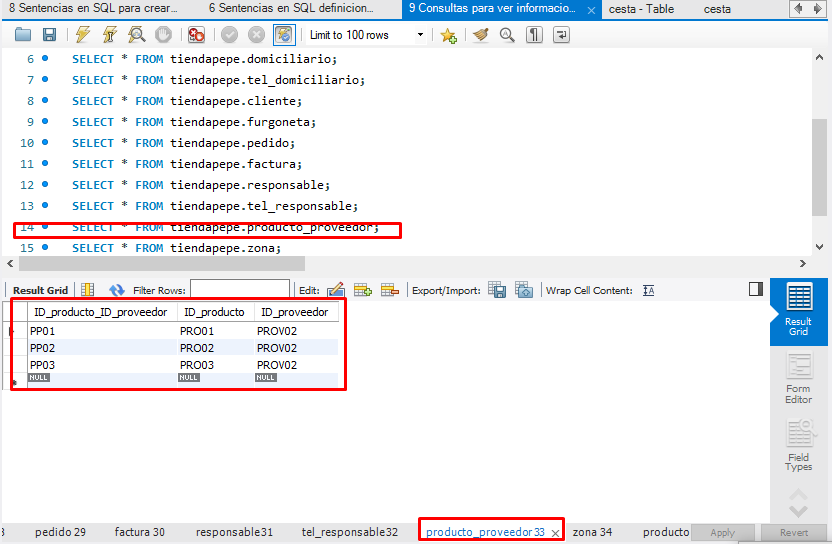 8 Sentencias en SQL para crear... 6 Sentencias en SQL definicion... 9 Consultas para ver informacio... cesta - Table cesta
Limit to 100 rows
6 SELECT * FROM tiendapepe.domiciliario;
7 SELECT * FROM tiendapepe.tel_domiciliario;
8 SELECT * FROM tiendapepe.cliente;
9 SELECT * FROM tiendapepe.furgoneta;
10 SELECT * FROM tiendapepe.pedido;
11 SELECT * FROM tiendapepe.factura;
12 SELECT * FROM tiendapepe.responsable;
13 SELECT * FROM tiendapepe.tel_responsable;
14 SELECT * FROM tiendapepe.producto_proveedor;
15 SELECT * FROM tiendapepe.zona;
Result Grid Filter Rows: Edit: Export/Import: Wrap Cell Content: IA
ID_producto_ID_proveedor ID_producto ID_proveedor
PP01 PRO01 PROV02
PP02 PRO02 PROV02
PP03 PRO03 PROV02
NULL NULL NULL
Result
Grid
Form
Editor
Field
Types
3 pedido 29 factura 30 responsable31 tel_responsable32 producto_proveedor33 zona 34 producto Apply Revert